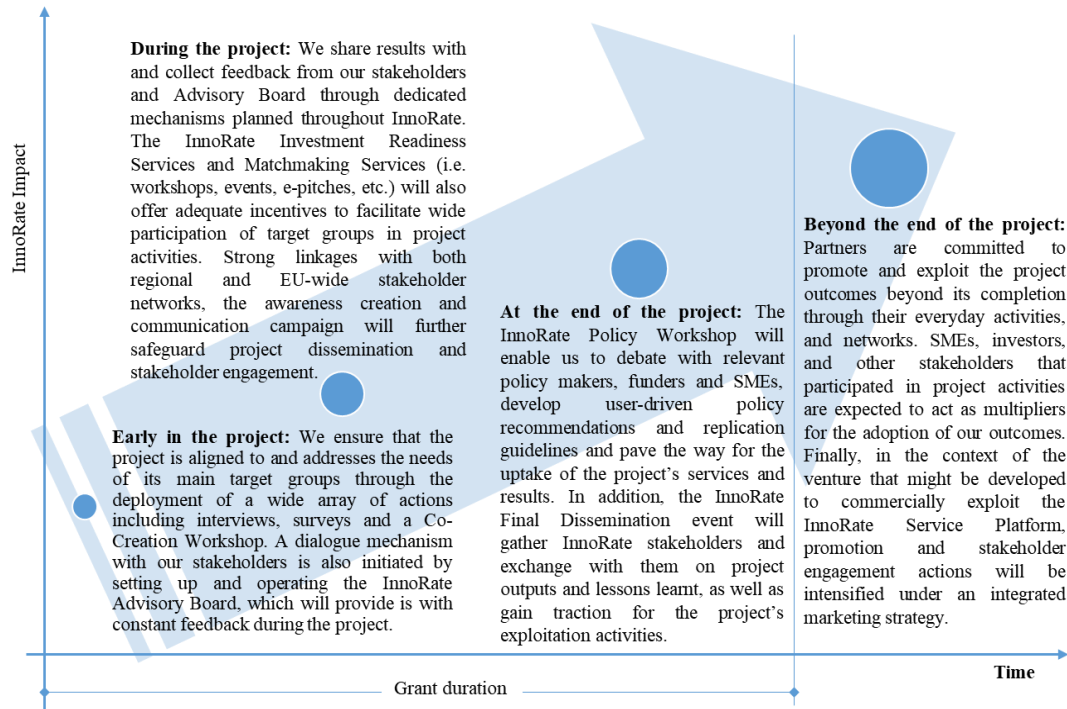 InnoRate Impact
During the project: We share results with
and collect feedback from our stakeholders
and Advisory Board through dedicated
mechanisms planned throughout InnoRate.
The InnoRate Investment Readiness
Services and Matchmaking Services (i.e.
workshops, events, e-pitches, etc.) will also
offer adequate incentives to facilitate wide
participation of target groups in project
activities. Strong linkages with both
regional and EU-wide stakeholder
networks, the awareness creation and
communication campaign will further
safeguard project dissemination and
stakeholder engagement.
Early in the project: We ensure that the
project is aligned to and addresses the needs
of its main target groups through the
deployment of a wide array of actions
including interviews, surveys and a Co-
Creation Workshop. A dialogue mechanism
with our stakeholders is also initiated by
setting up and operating the InnoRate
Advisory Board, which will provide is with
constant feedback during the project.
At the end of the project: The
InnoRate Policy Workshop will
enable us to debate with relevant
policy makers, funders and SMEs,
develop user-driven policy
recommendations and replication
guidelines and pave the way for the
uptake of the project's services and
results. In addition, the InnoRate
Final Dissemination event will
gather InnoRate stakeholders and
exchange with them on project
outputs and lessons learnt, as well as
gain traction for the project's
exploitation activities.
Beyond the end of the project:
Partners are committed to
promote and exploit the project
outcomes beyond its completion
through their everyday activities,
and networks. SMEs, investors,
and other stakeholders that
participated in project activities
are expected to act as multipliers
for the adoption of our outcomes.
Finally, in the context of the
venture that might be developed
to commercially exploit the
InnoRate Service Platform,
promotion and stakeholder
engagement actions will be
intensified under an integrated
marketing strategy.
Time
Grant duration